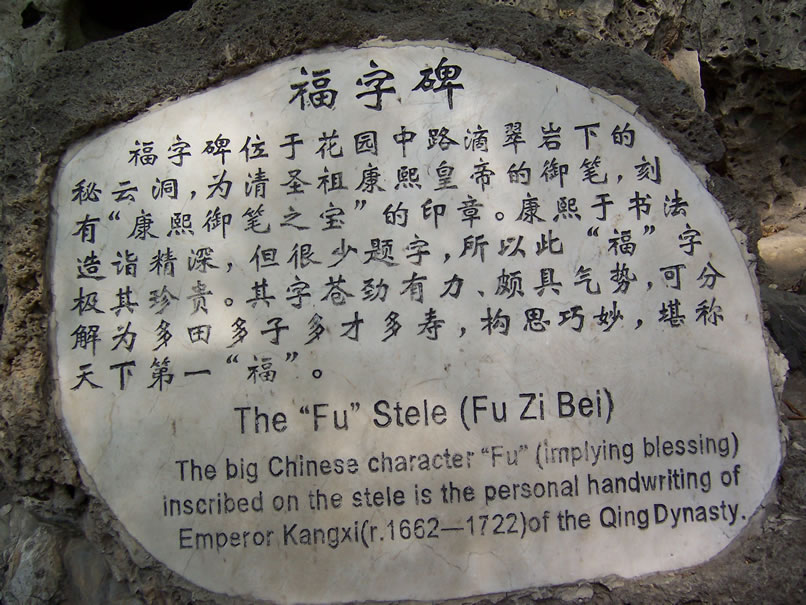 福字碑
福字碑位于花园中路滴翠岩下的
秘云洞，为清圣祖康熙皇帝的御笔，刻
有“康熙御笔之宝”的印章。康熙于书法
造诣精深，但很少题字，所以此“福”字
极其珍贵。其字苍劲有力、颇具气势，可分
解为多田多子多才多寿，构思巧妙，堪称
天下第一“福”。
The “Fu” Stele (Fu Zi Bei)
The big Chinese character “Fu” (implying blessing)
inscribed on the stele is the personal handwriting of
Emperor Kangxi(r.1662—1722)of the Qing Dynasty.